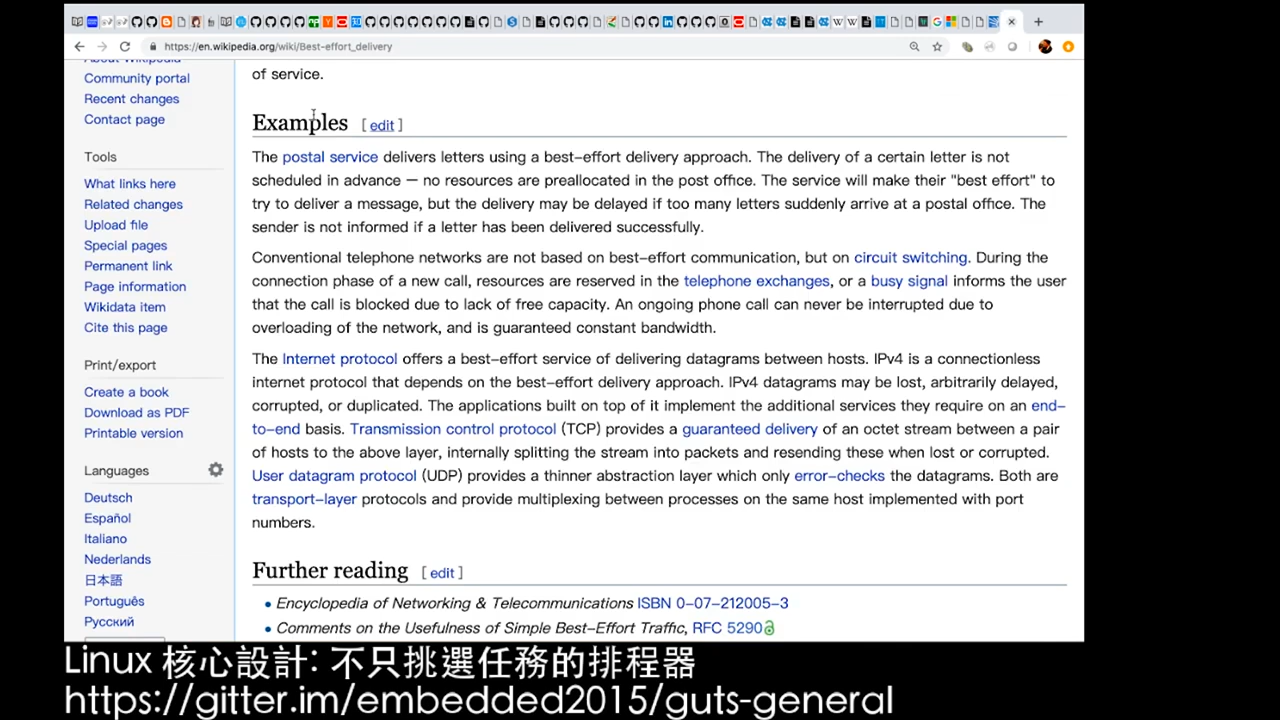 https://en.wikipedia.org/wiki/Best-effort_delivery
About Wikipedia
Community portal
Recent changes
Contact page
Tools
What links here
Related changes
Upload file
Special pages
Permanent link
Page information
Wikidata item
Cite this page
Print/export
Create a book
Download as PDF
Printable version
Languages
Deutsch
Español
Italiano
Nederlands
日本語
Português
Русский
of service.
Examples [ edit ]
The postal service delivers letters using a best-effort delivery approach. The delivery of a certain letter is not
scheduled in advance — no resources are preallocated in the post office. The service will make their "best effort" to
try to deliver a message, but the delivery may be delayed if too many letters suddenly arrive at a postal office. The
sender is not informed if a letter has been delivered successfully.
Conventional telephone networks are not based on best-effort communication, but on circuit switching. During the
connection phase of a new call, resources are reserved in the telephone exchanges, or a busy signal informs the user
that the call is blocked due to lack of free capacity. An ongoing phone call can never be interrupted due to
overloading of the network, and is guaranteed constant bandwidth.
The Internet protocol offers a best-effort service of delivering datagrams between hosts. IPv4 is a connectionless
internet protocol that depends on the best-effort delivery approach. IPv4 datagrams may be lost, arbitrarily delayed,
corrupted, or duplicated. The applications built on top of it implement the additional services they require on an end-
to-end basis. Transmission control protocol (TCP) provides a guaranteed delivery of an octet stream between a pair
of hosts to the above layer, internally splitting the stream into packets and resending these when lost or corrupted.
User datagram protocol (UDP) provides a thinner abstraction layer which only error-checks the datagrams. Both are
transport-layer protocols and provide multiplexing between processes on the same host implemented with port
numbers.
Further reading [ edit ]
• Encyclopedia of Networking & Telecommunications ISBN 0-07-212005-3
• Comments on the Usefulness of Simple Best-Effort Traffic, RFC 5290
Linux 核心設計: 不只挑選任務的排程器
https://gitter.im/embedded2015/guts-general